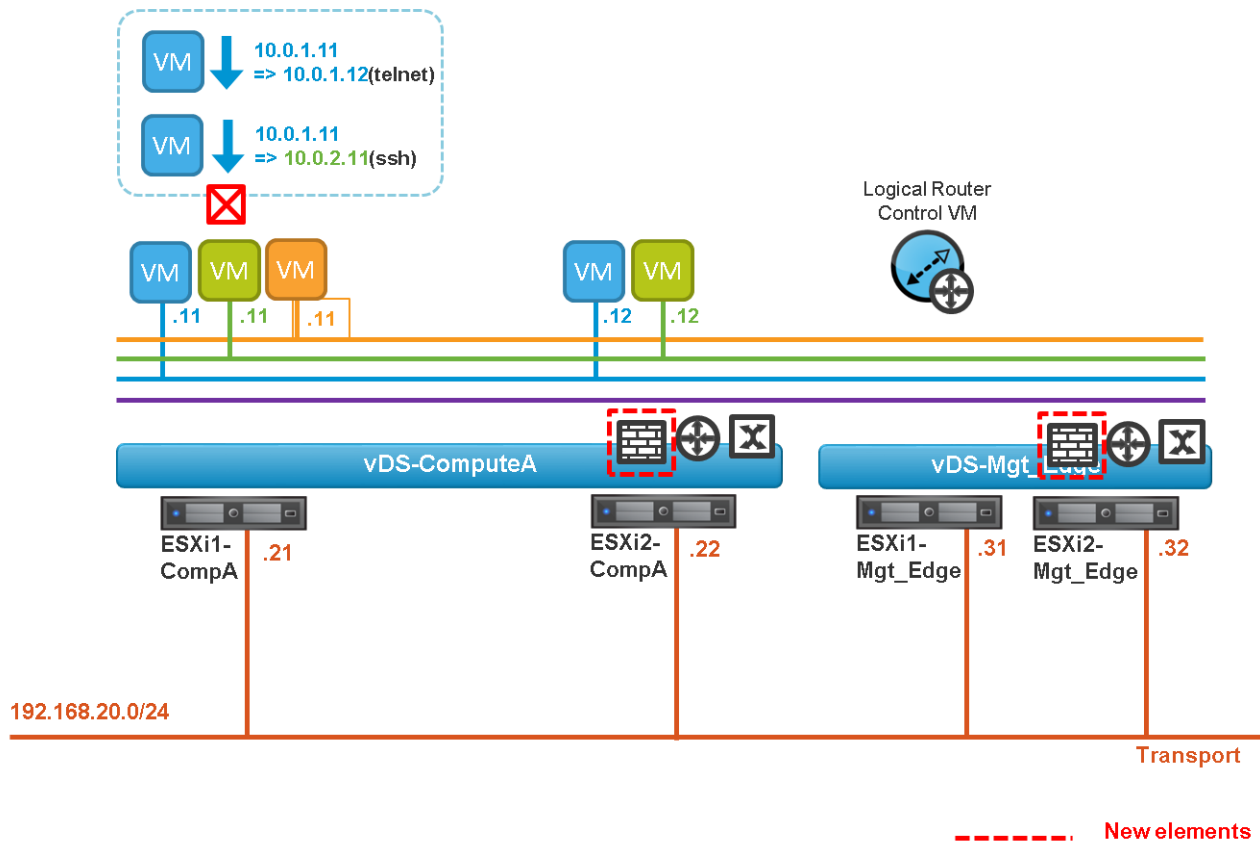 VM
10.0.1.11
=> 10.0.1.12(telnet)
VM
10.0.1.11
=> 10.0.2.11(ssh)
Logical Router
Control VM
VM VM VM VM VM
.11 .11 .11 .12 .12
vDS-ComputeA
vDS-Mgt_Edge
ESXi1-
CompA
.21
ESXi2-
CompA
.22
ESXi1-
Mgt_Edge
.31
ESXi2-
Mgt_Edge
.32
192.168.20.0/24
Transport
New elements